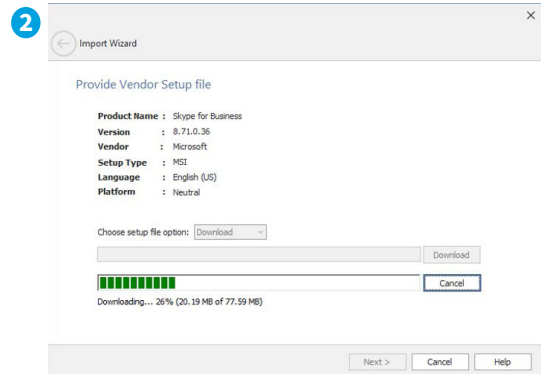 2
Import Wizard
Provide Vendor Setup file
Product Name : Skype for Business
Version : 8.71.0.36
Vendor : Microsoft
Setup Type : MSI
Language : English (US)
Platform : Neutral
Choose setup file option: Download
Download
Cancel
Downloading... 26% (20.19 MB of 77.59 MB)
Next > Cancel Help